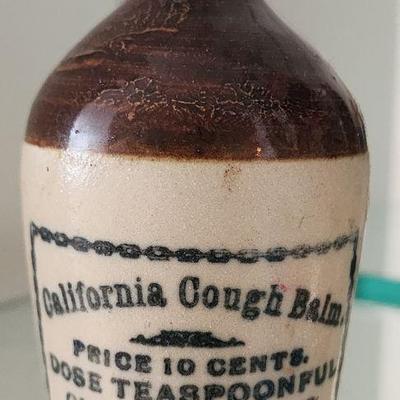 California Cough Balm.
PRICE 10 CENTS.
DOSE TEASPOONFUL